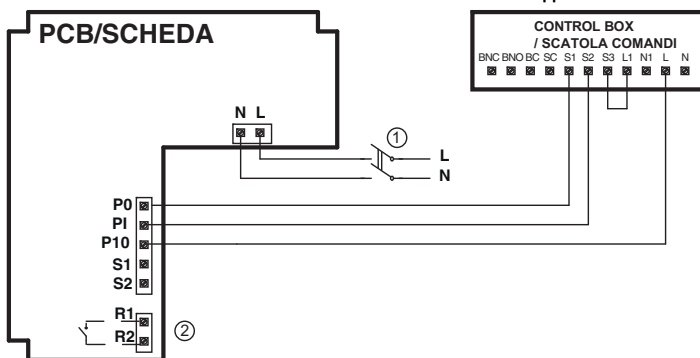 PCB/SCHEDA
CONTROL BOX
/ SCATOLA COMANDI
BNC BNO BC SC S1 S2 S3 L1 N1 L N
N L
1
L
N
P0
PI
P10
S1
S2
R1
R2
2